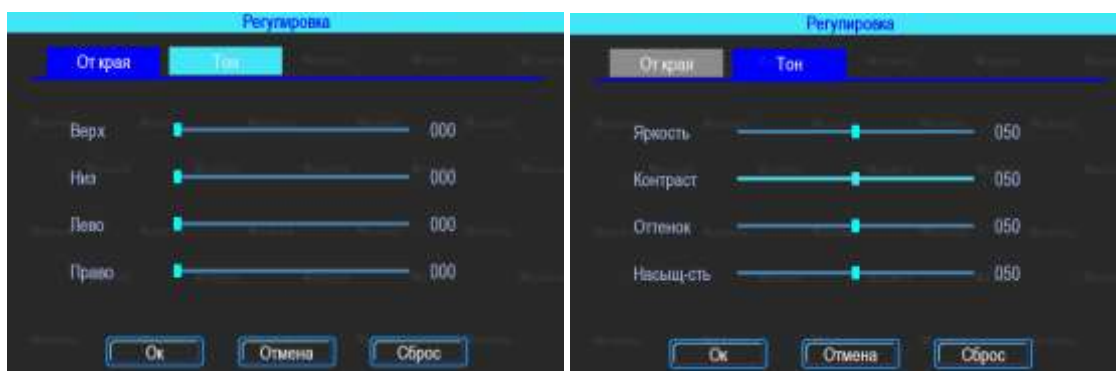 Регулировка
От края Тон
Верх 000
Низ 000
Лево 000
Право 000
Ок Отмена Сброс
Регулировка
От края Тон
Яркость 050
Контраст 050
Оттенок 050
Насыщ-сть 050
Ок Отмена Сброс